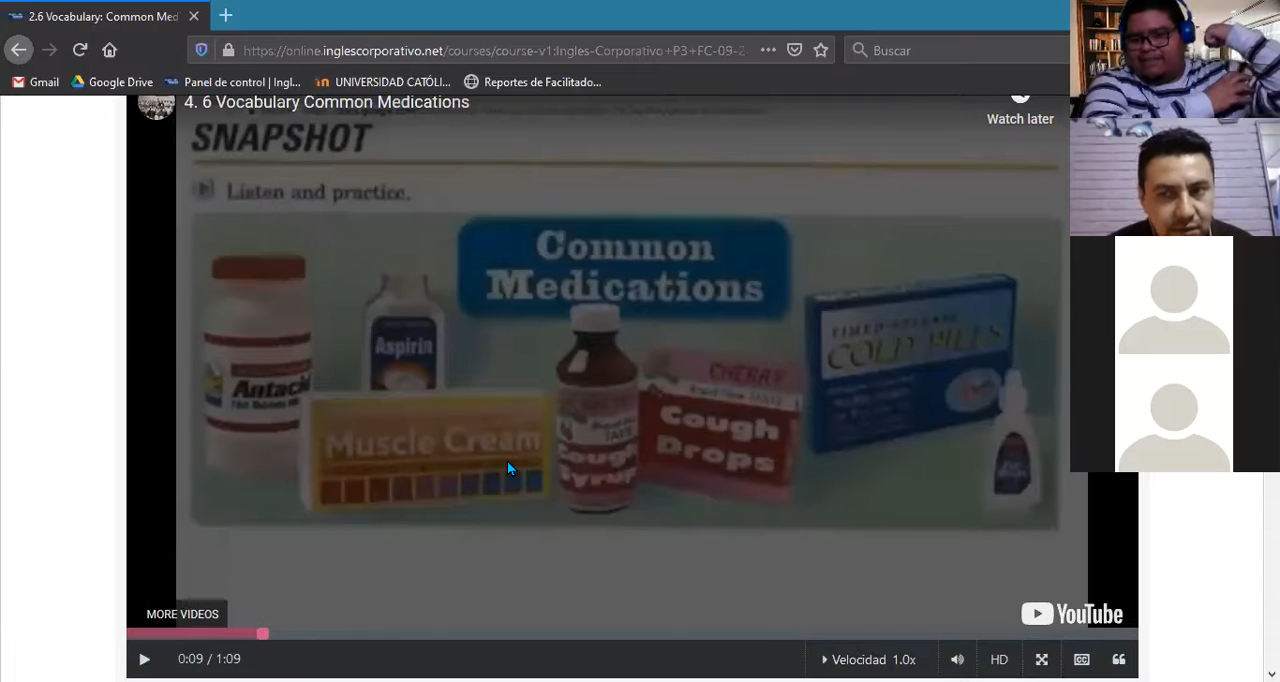 2.6 Vocabulary: Common Med
https://online.inglescorporativo.net/courses/course-v1:Ingles-Corporativo+P3+FC-09-2
Buscar
Gmail
Google Drive
Panel de control | Ingl...
UNIVERSIDAD CATÓLI...
Reportes de Facilitado...
4. 6 Vocabulary Common Medications
Watch later
SNAPSHOT
Listen and practice.
Common
Medications
Antacid
Aspirin
Muscle Cream
Cough
Syrup
CHERRY
Cough
Drops
TIMED-RELEASE
COLD PILLS
MORE VIDEOS
YouTube
0:09 / 1:09
Velocidad 1.0x
HD